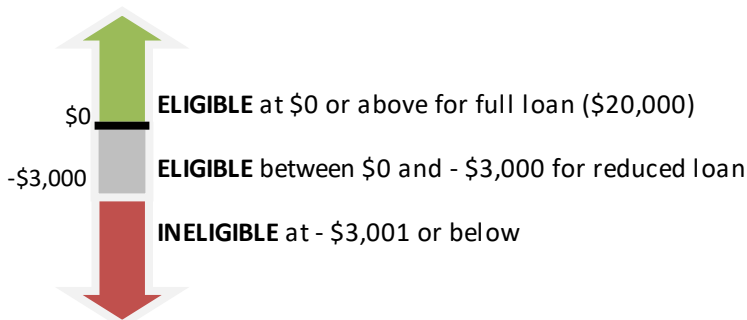 ELIGIBLE at $0 or above for full loan ($20,000)
$0
ELIGIBLE between $0 and - $3,000 for reduced loan
-$3,000
INELIGIBLE at - $3,001 or below